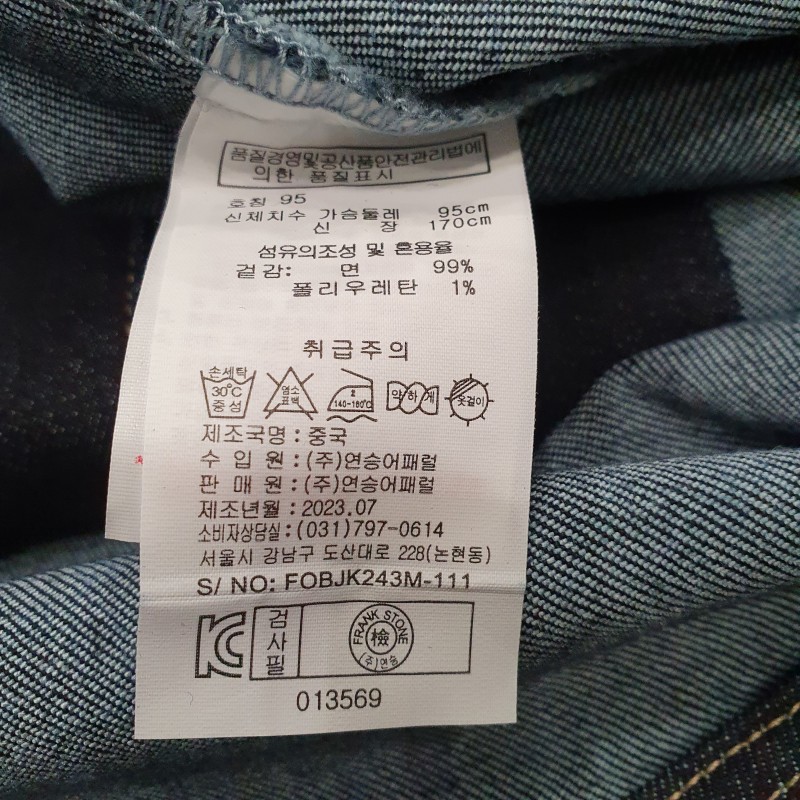 품질경영및공산품안전관리법에
의한 품질표시
호칭 95
신체치수 가슴둘레 95cm
신 장 170cm
섬유의조성 및 혼용율
겉감: 면 99%
폴리우레탄 1%
취급주의
손세탁
30°C
중성
염소
표백
2
140~160°C
약하게
옷걸이
제조국명 : 중국
수 입 원 : (주)연승어패럴
판 매 원 : (주)연승어패럴
제조년월 : 2023.07
소비자상담실 : (031)797-0614
서울시 강남구 도산대로 228(논현동)
S/ NO: FOBJK243M-111
KC
검사필
FRANK STONE
檢
(주)연승
013569